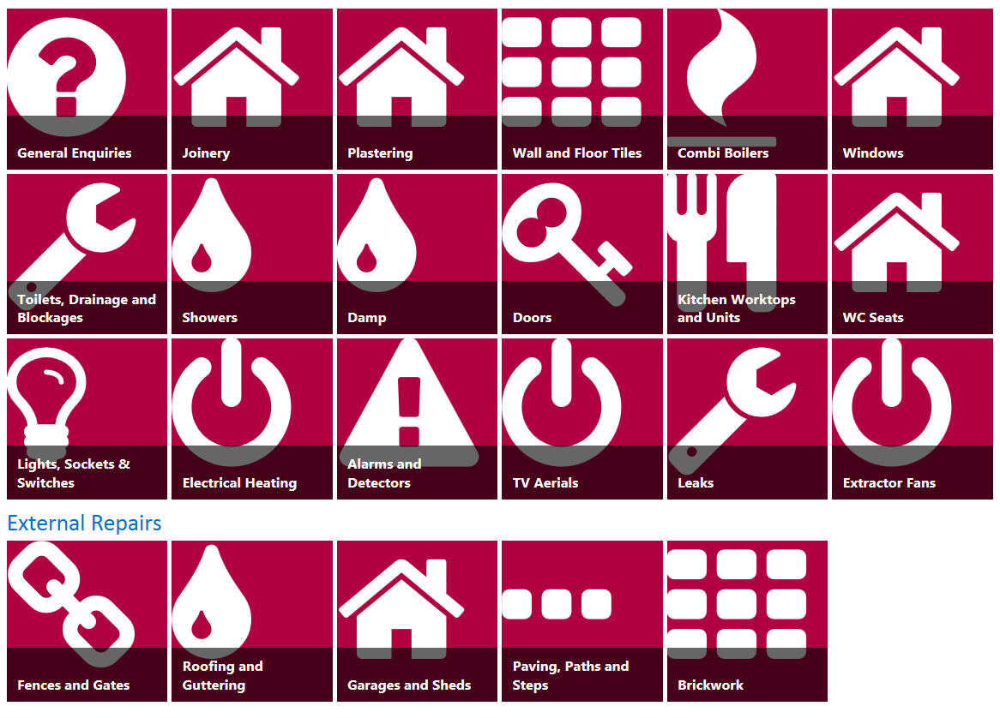 General Enquiries
Joinery
Plastering
Wall and Floor Tiles
Combi Boilers
Windows
Toilets, Drainage and
Blockages
Showers
Damp
Doors
Kitchen Worktops
and Units
WC Seats
Lights, Sockets &
Switches
Electrical Heating
Alarms and
Detectors
TV Aerials
Leaks
Extractor Fans
External Repairs
Fences and Gates
Roofing and
Guttering
Garages and Sheds
Paving, Paths and
Steps
Brickwork